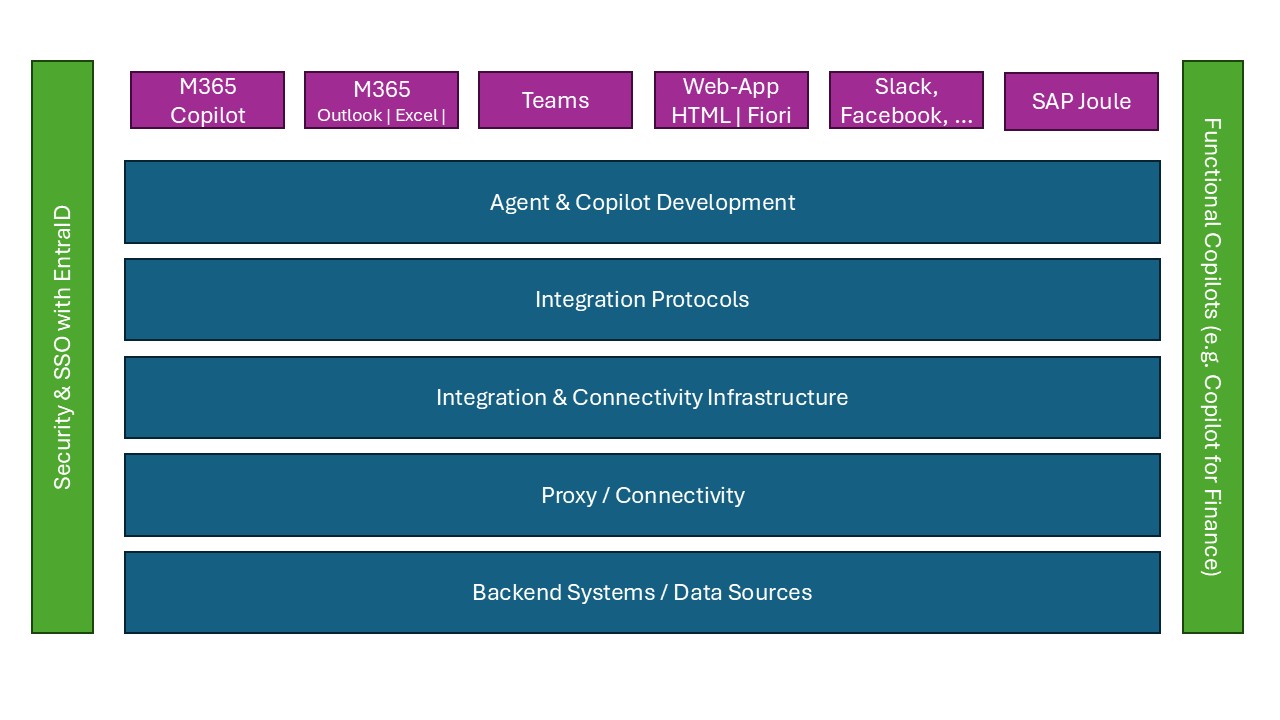 Security & SSO with EntraID
M365
Copilot
M365
Outlook | Excel |
Teams
Web-App
HTML | Fiori
Slack,
Facebook, ...
SAP Joule
Agent & Copilot Development
Integration Protocols
Integration & Connectivity Infrastructure
Proxy / Connectivity
Backend Systems / Data Sources
Functional Copilots (e.g. Copilot for Finance)